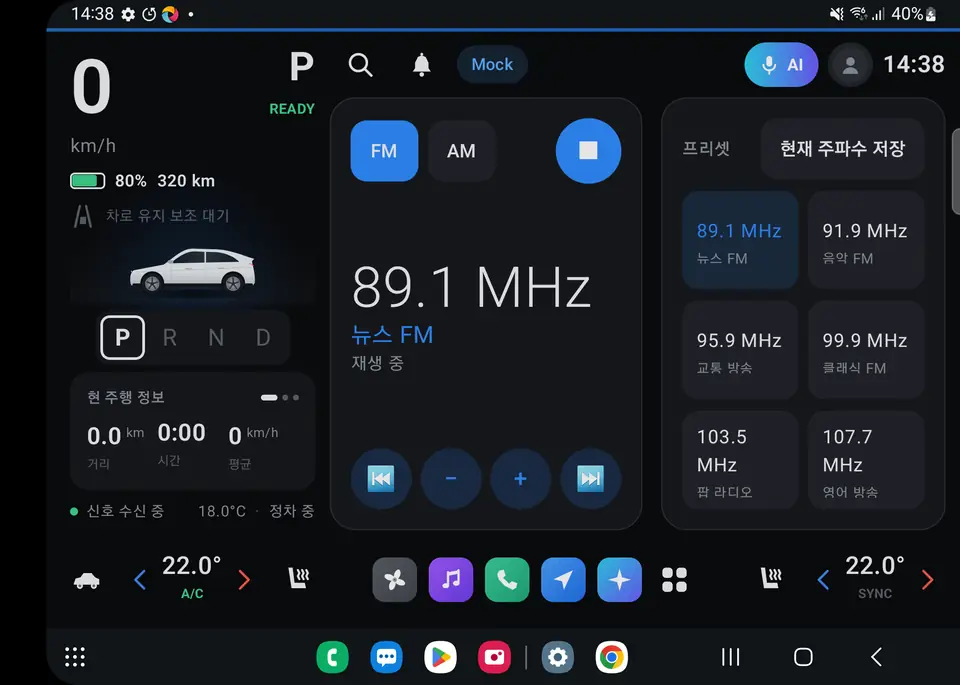 14:38
40%
0
km/h
P
READY
80% 320 km
차로 유지 보조 대기
P R N D
현 주행 정보
0.0 km 0:00 0 km/h
거리 시간 평균
신호 수신 중 18.0°C · 정차 중
Mock
AI
14:38
FM AM
89.1 MHz
뉴스 FM
재생 중
− +
프리셋
현재 주파수 저장
89.1 MHz
뉴스 FM
91.9 MHz
음악 FM
95.9 MHz
교통 방송
99.9 MHz
클래식 FM
103.5
MHz
팝 라디오
107.7
MHz
영어 방송
22.0°
A/C
22.0°
SYNC